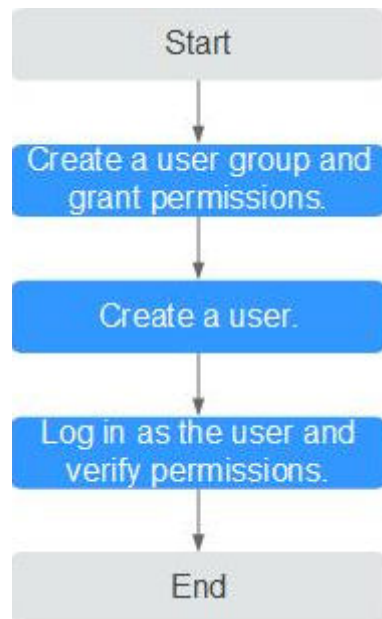 Start
Create a user group and
grant permissions.
Create a user.
Log in as the user and
verify permissions.
End